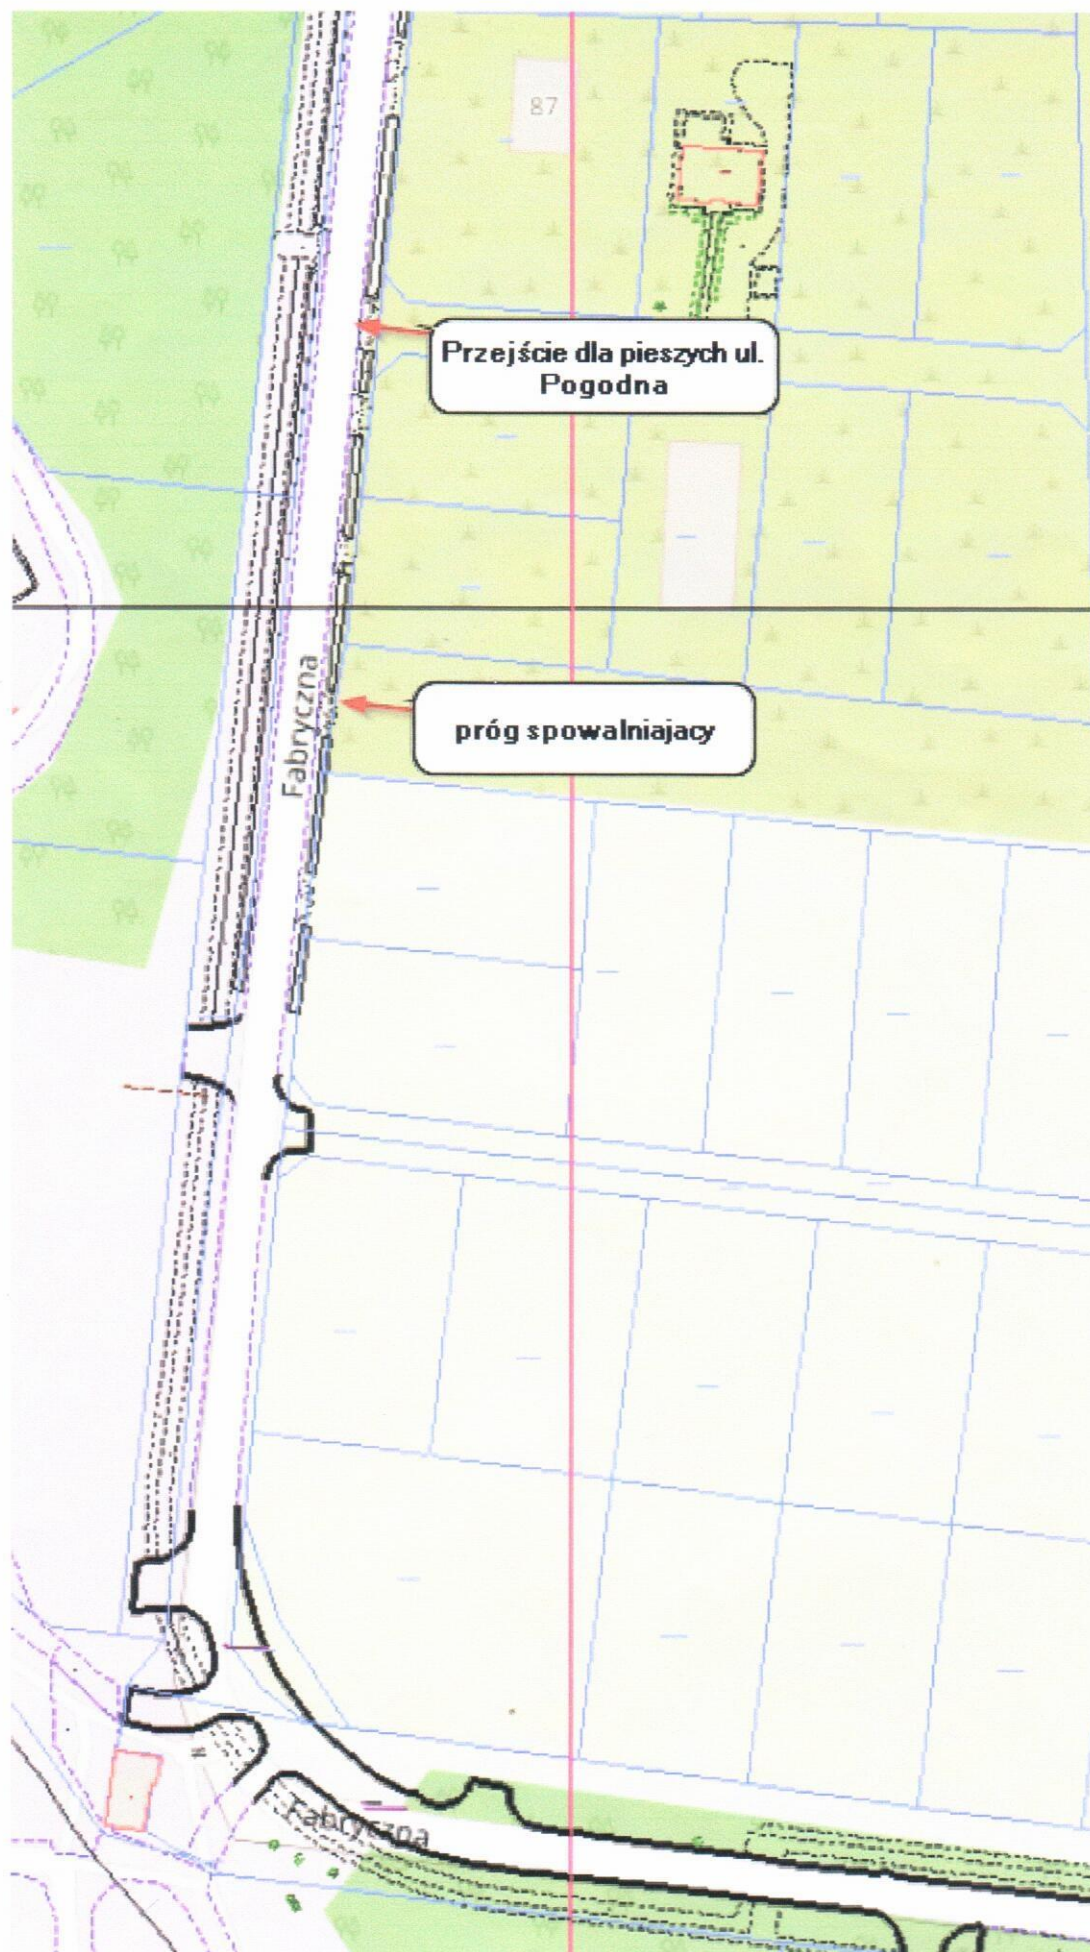 87
Przejście dla pieszych ul.
Pogodna
Fabryczna
próg spowalniajacy
Fabryczna